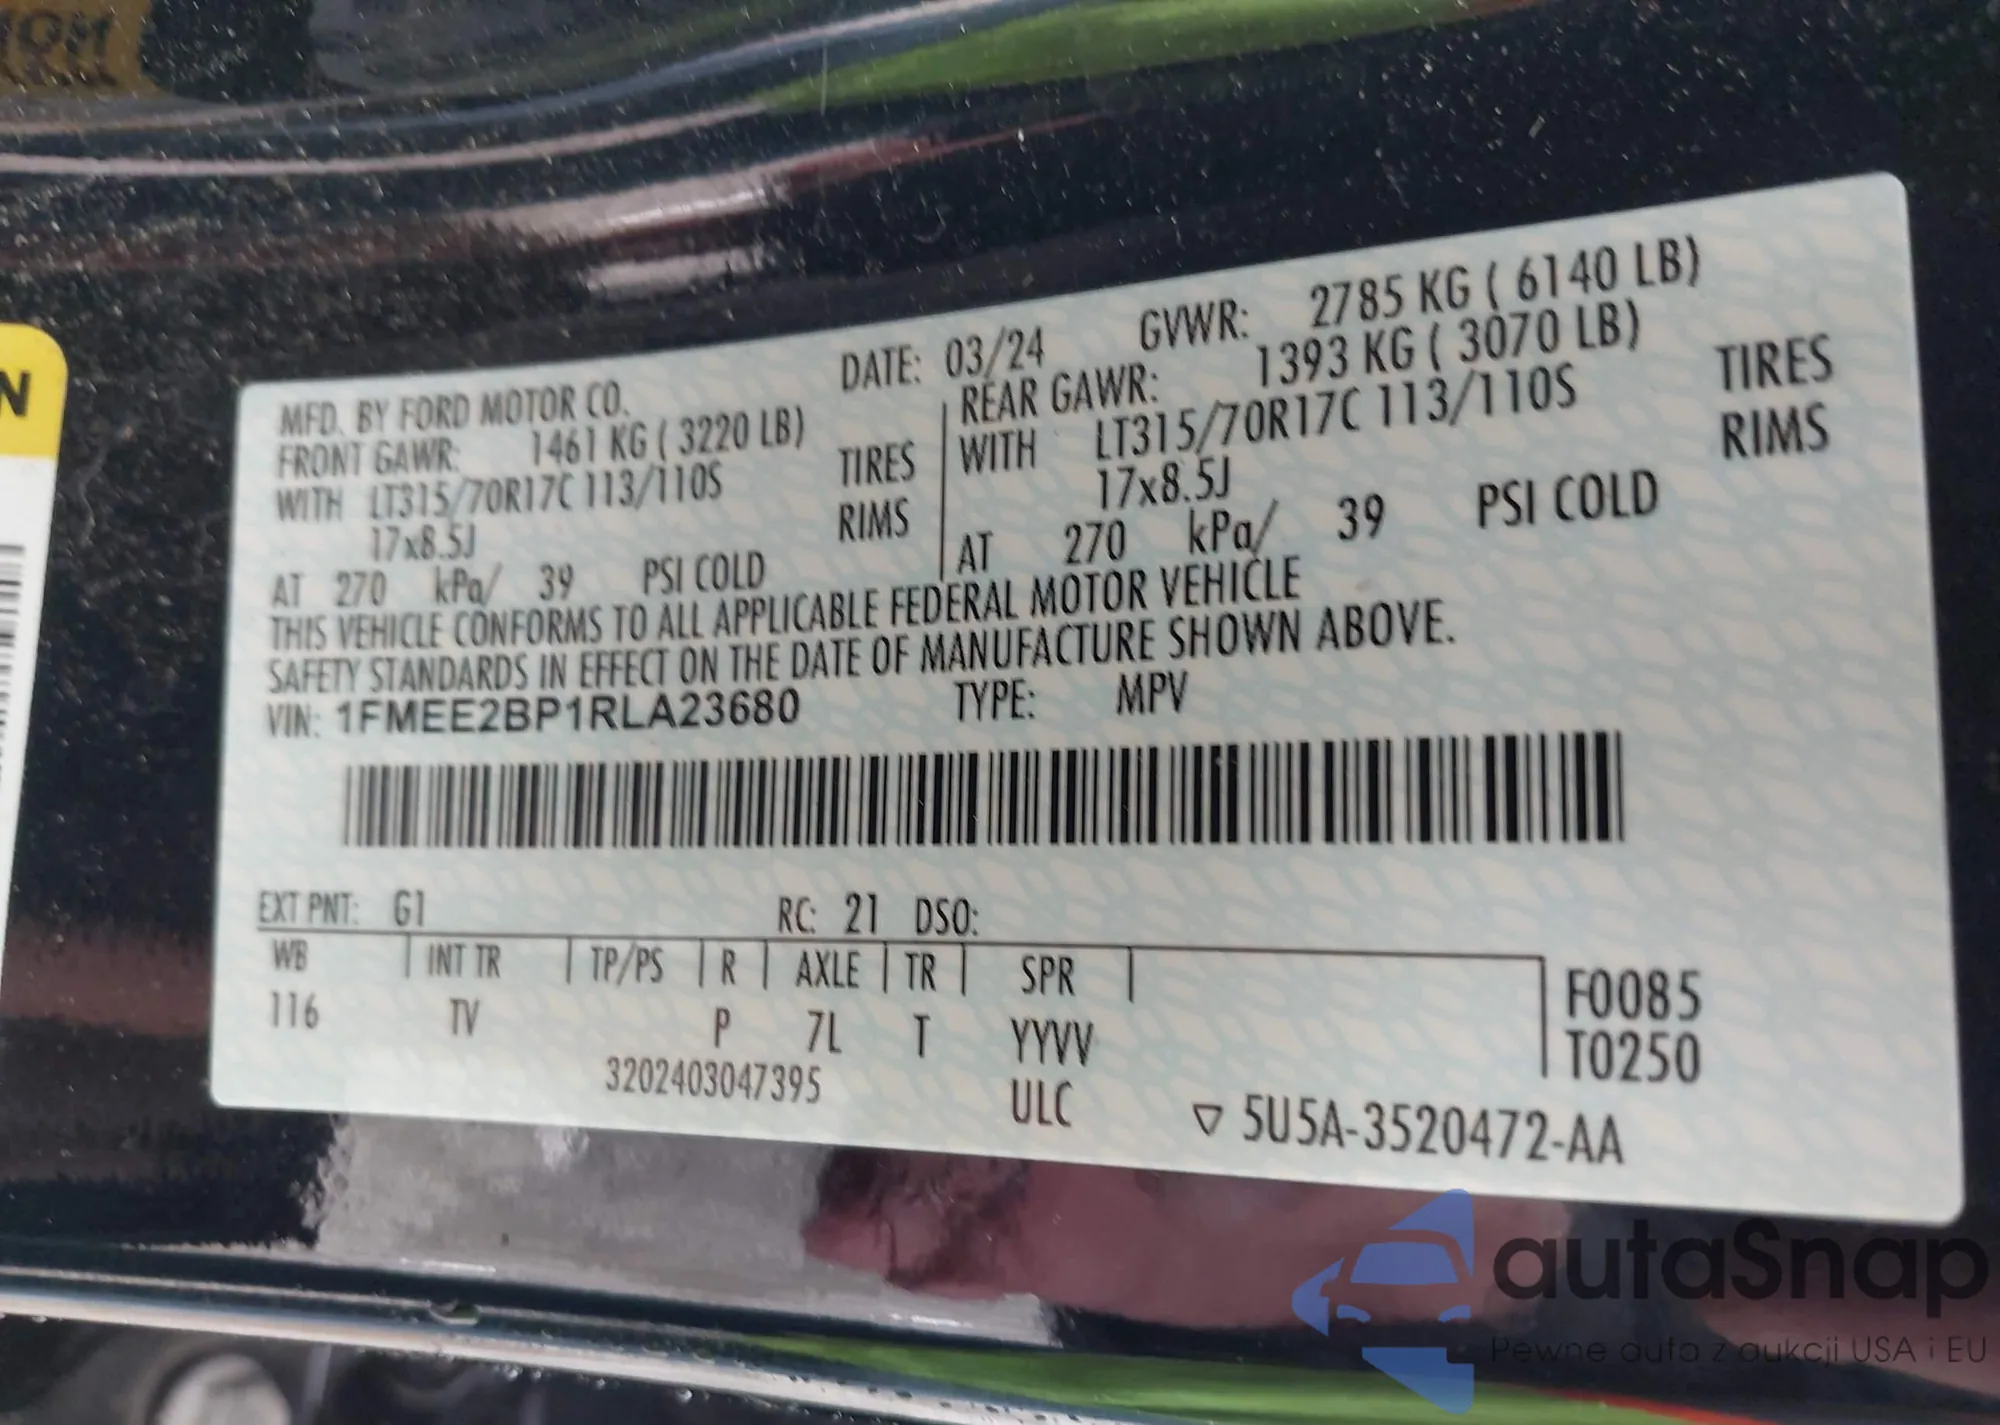 N
MFD. BY FORD MOTOR CO. DATE: 03/24 GVWR: 2785 KG ( 6140 LB)
FRONT GAWR: 1461 KG ( 3220 LB) REAR GAWR: 1393 KG ( 3070 LB)
WITH LT315/70R17C 113/110S TIRES WITH LT315/70R17C 113/110S TIRES
17x8.5J RIMS 17x8.5J RIMS
AT 270 kPa/ 39 PSI COLD AT 270 kPa/ 39 PSI COLD
THIS VEHICLE CONFORMS TO ALL APPLICABLE FEDERAL MOTOR VEHICLE
SAFETY STANDARDS IN EFFECT ON THE DATE OF MANUFACTURE SHOWN ABOVE.
VIN: 1FMEE2BP1RLA23680 TYPE: MPV
EXT PNT: G1 RC: 21 DSO:
WB INT TR TP/PS R AXLE TR SPR F0085
116 TV P 7L T YYVV T0250
3202403047395 ULC ▽ 5U5A-3520472-AA
autaSnap
Pewne auta z aukcji USA i EU